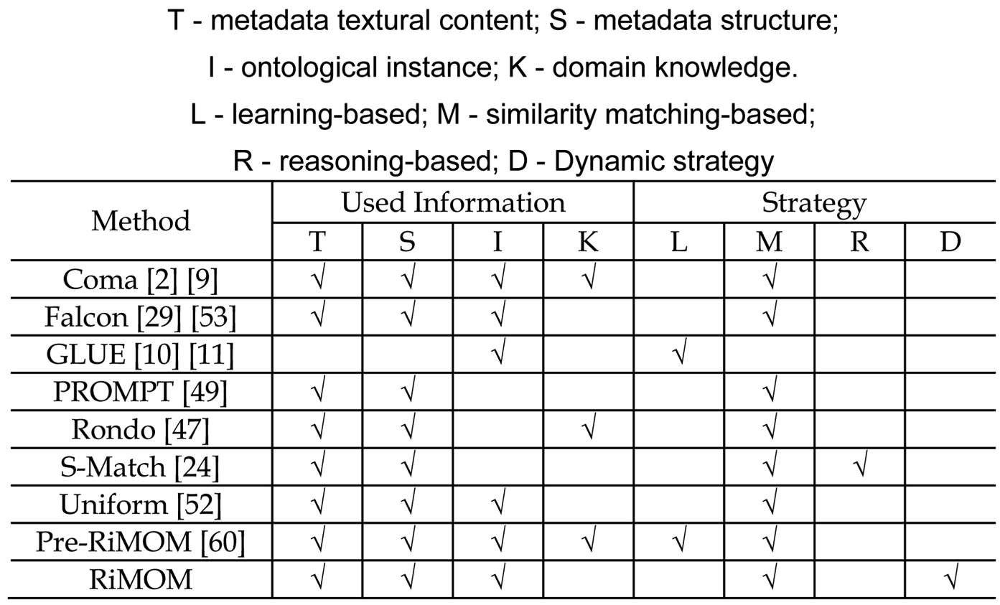 T - metadata textural content; S - metadata structure;
I - ontological instance; K - domain knowledge.
L - learning-based; M - similarity matching-based;
R - reasoning-based; D - Dynamic strategy
Method Used Information Strategy
T S I K L M R D
Coma [2] [9] √ √ √ √ √
Falcon [29] [53] √ √ √ √
GLUE [10] [11] √ √
PROMPT [49] √ √ √
Rondo [47] √ √ √ √
S-Match [24] √ √ √ √
Uniform [52] √ √ √ √
Pre-RiMOM [60] √ √ √ √ √ √
RiMOM √ √ √ √ √